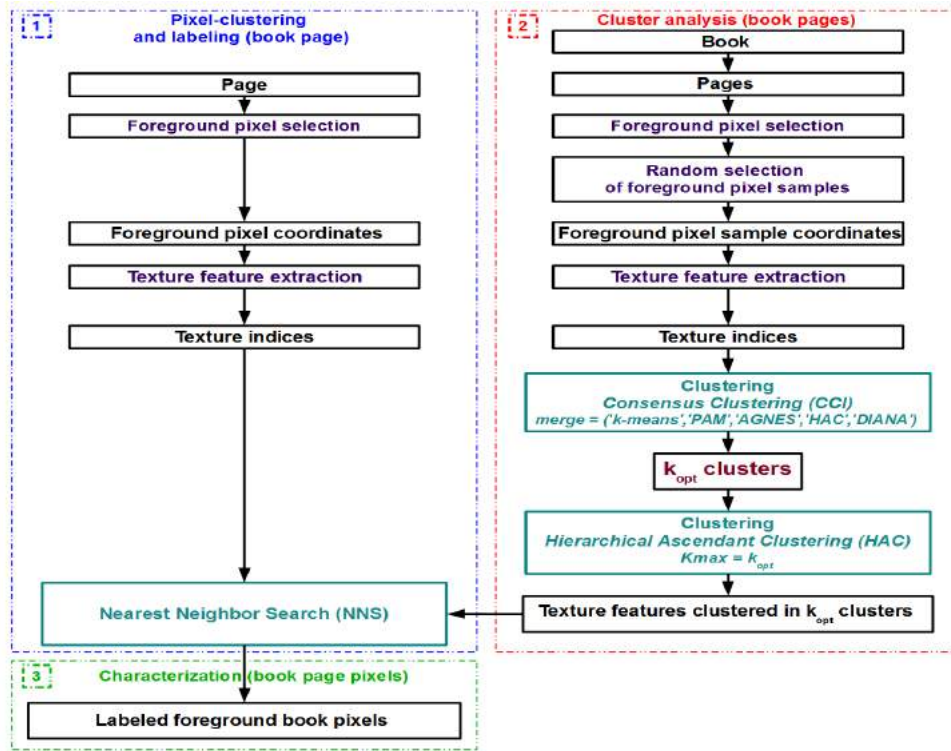 1
Pixel-clustering
and labeling (book page)
Page
Foreground pixel selection
Foreground pixel coordinates
Texture feature extraction
Texture indices
Nearest Neighbor Search (NNS)
2
Cluster analysis (book pages)
Book
Pages
Foreground pixel selection
Random selection
of foreground pixel samples
Foreground pixel sample coordinates
Texture feature extraction
Texture indices
Clustering
Consensus Clustering (CCI)
merge = ('k-means','PAM','AGNES','HAC','DIANA')
kopt clusters
Clustering
Hierarchical Ascendant Clustering (HAC)
Kmax = kopt
Texture features clustered in kopt clusters
3
Characterization (book page pixels)
Labeled foreground book pixels